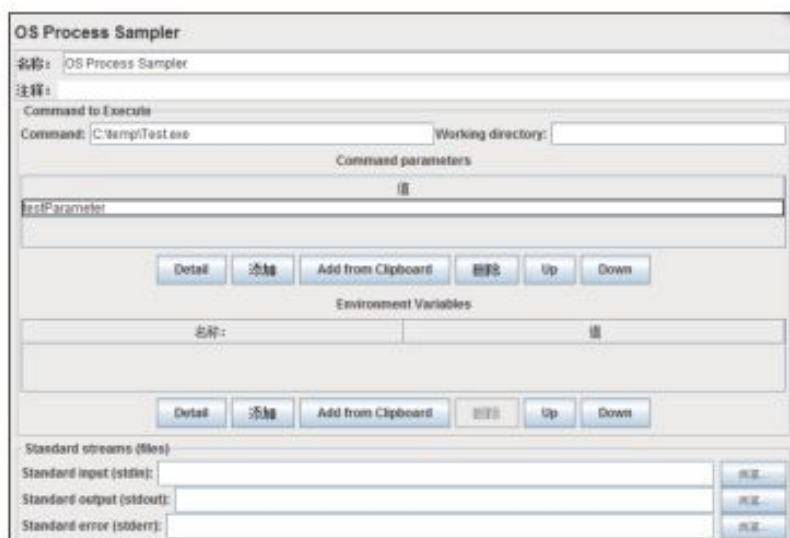 OS Process Sampler
名称： OS Process Sampler
注释：
Command to Execute
Command: C:\temp\Test.exe Working directory:
Command parameters
值
testParameter
Detail 添加 Add from Clipboard 删除 Up Down
Environment Variables
名称： 值
Detail 添加 Add from Clipboard 删除 Up Down
Standard streams (files)
Standard input (stdin):
Standard output (stdout):
Standard error (stderr):